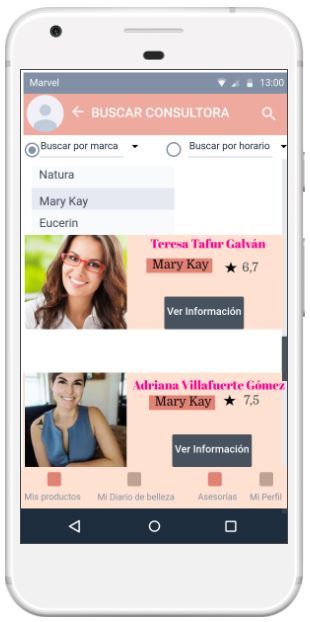 Marvel 13:00
BUSCAR CONSULTORA
Buscar por marca Buscar por horario
Natura
Mary Kay
Eucerin
Teresa Tafur Galván
Mary Kay ★ 6,7
Ver Información
Adriana Villafuerte Gómez
Mary Kay ★ 7,5
Ver Información
Mis productos Mi Diario de belleza Asesorías Mi Perfil